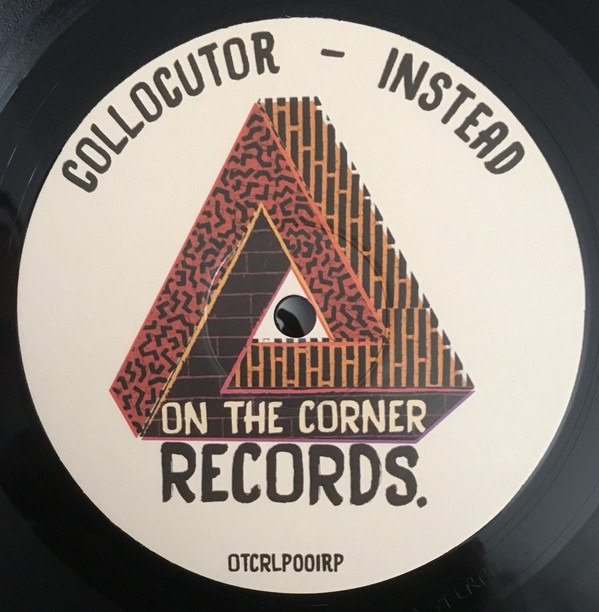 COLLOCUTOR - INSTEAD
ON THE CORNER
RECORDS.
OTCRLP001RP